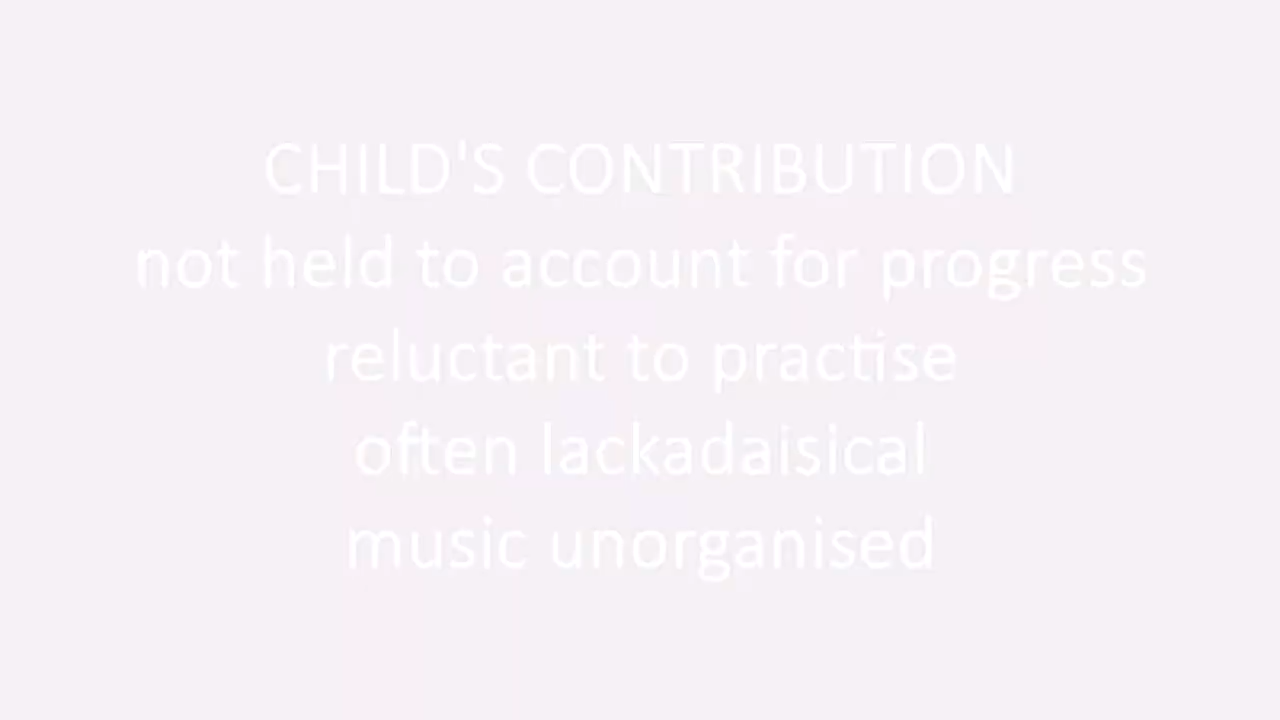 CHILD'S CONTRIBUTION
not held to account for progress
reluctant to practise
often lackadaisical
music unorganised